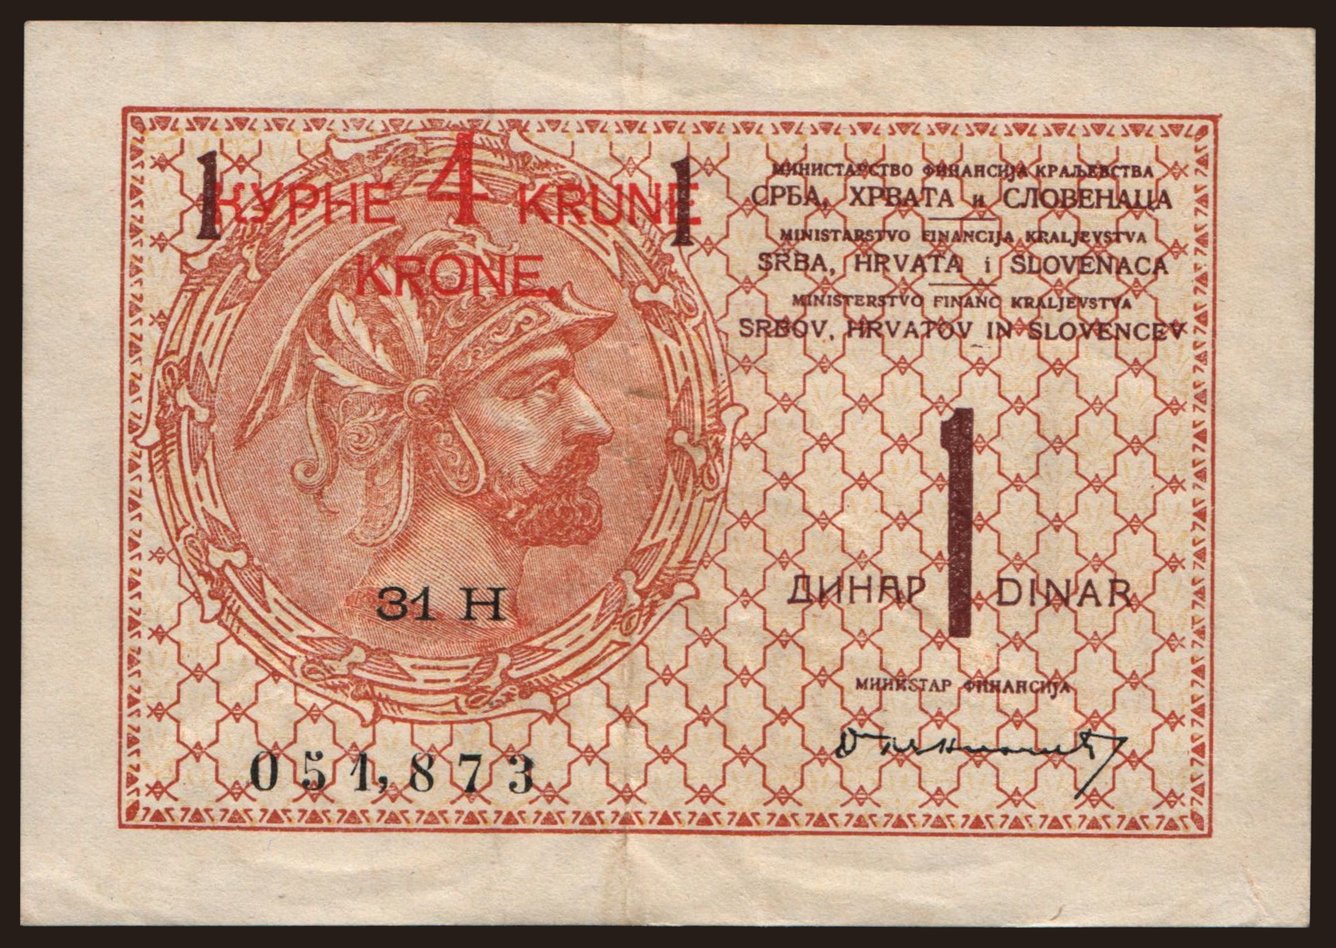 1 КУРНЕ 4 KRUNE 1
KRONE.
31 H
051,873
МИНИСТАРСТВО ФИНАНСИЈА КРАЉЕВСТВА
СРБА, ХРВАТА и СЛОВЕНАЦА
MINISTARSTVO FINANCIJA KRALJEVSTVA
SRBA, HRVATA i SLOVENACA
MINISTERSTVO FINANC KRALJEVSTVA
SRBOV, HRVATOV IN SLOVENCEV
ДИНАР 1 DINAR
МИНИСТАР ФИНАНСИЈА